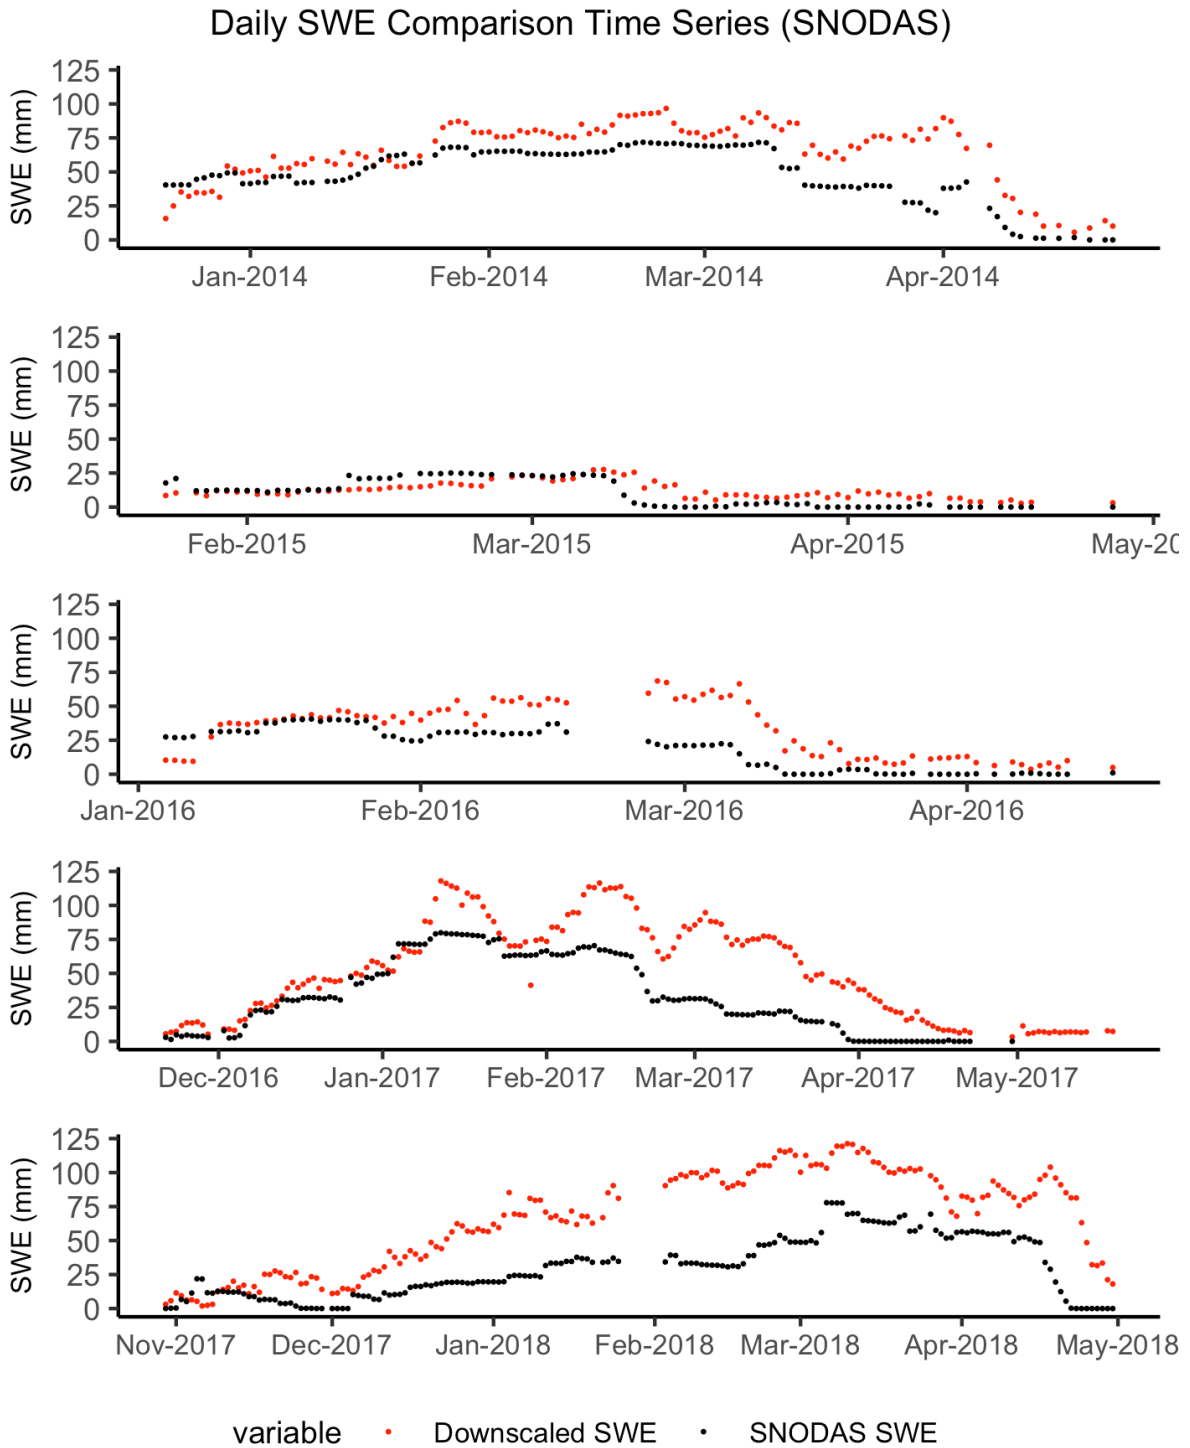 Daily SWE Comparison Time Series (SNODAS)
SWE (mm)
125
100
75
50
25
0
Jan-2014 Feb-2014 Mar-2014 Apr-2014
SWE (mm)
125
100
75
50
25
0
Feb-2015 Mar-2015 Apr-2015 May-20
SWE (mm)
125
100
75
50
25
0
Jan-2016 Feb-2016 Mar-2016 Apr-2016
SWE (mm)
125
100
75
50
25
0
Dec-2016 Jan-2017 Feb-2017 Mar-2017 Apr-2017 May-2017
SWE (mm)
125
100
75
50
25
0
Nov-2017 Dec-2017 Jan-2018 Feb-2018 Mar-2018 Apr-2018 May-2018
variable Downscaled SWE SNODAS SWE